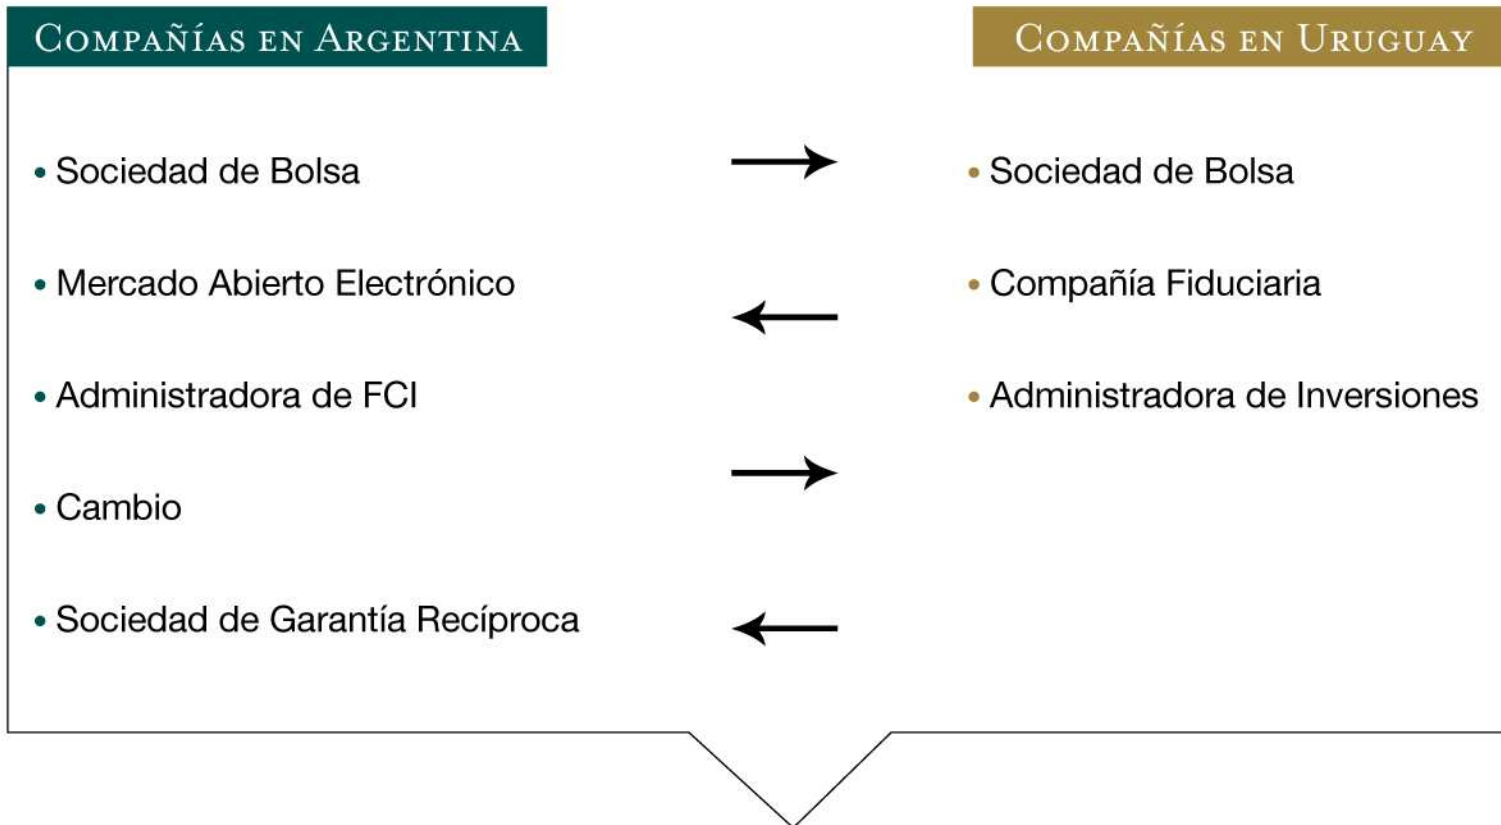 COMPAÑÍAS EN ARGENTINA
• Sociedad de Bolsa
• Mercado Abierto Electrónico
• Administradora de FCI
• Cambio
• Sociedad de Garantía Recíproca
COMPAÑÍAS EN URUGUAY
• Sociedad de Bolsa
• Compañía Fiduciaria
• Administradora de Inversiones